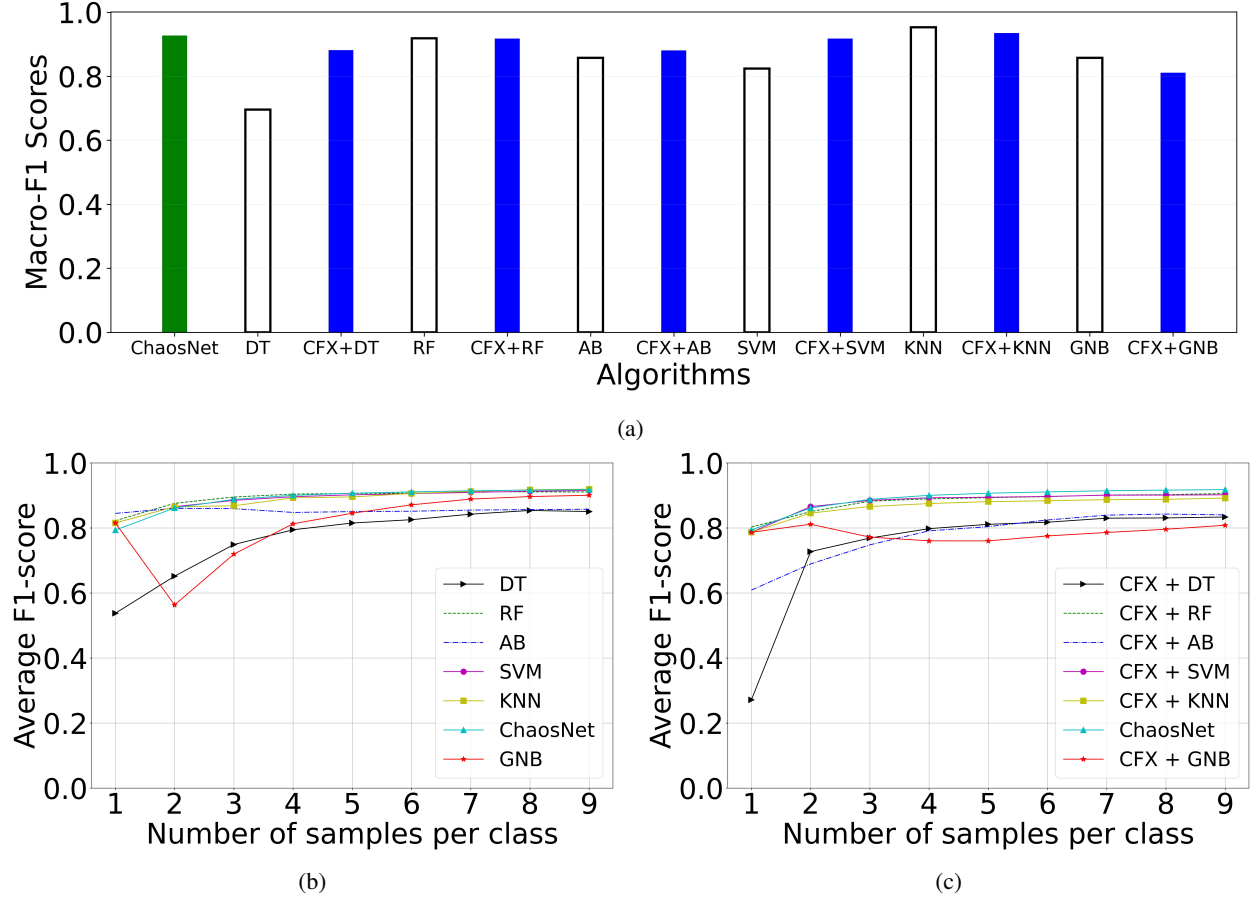 Macro-F1 Scores
1.0
0.8
0.6
0.4
0.2
0.0
ChaosNet DT CFX+DT RF CFX+RF AB CFX+AB SVM CFX+SVM KNN CFX+KNN GNB CFX+GNB
Algorithms
(a)
Average F1-score
1.0
0.8
0.6
0.4
0.2
0.0
DT
RF
AB
SVM
KNN
ChaosNet
GNB
1 2 3 4 5 6 7 8 9
Number of samples per class
(b)
Average F1-score
1.0
0.8
0.6
0.4
0.2
0.0
CFX + DT
CFX + RF
CFX + AB
CFX + SVM
CFX + KNN
ChaosNet
CFX + GNB
1 2 3 4 5 6 7 8 9
Number of samples per class
(c)